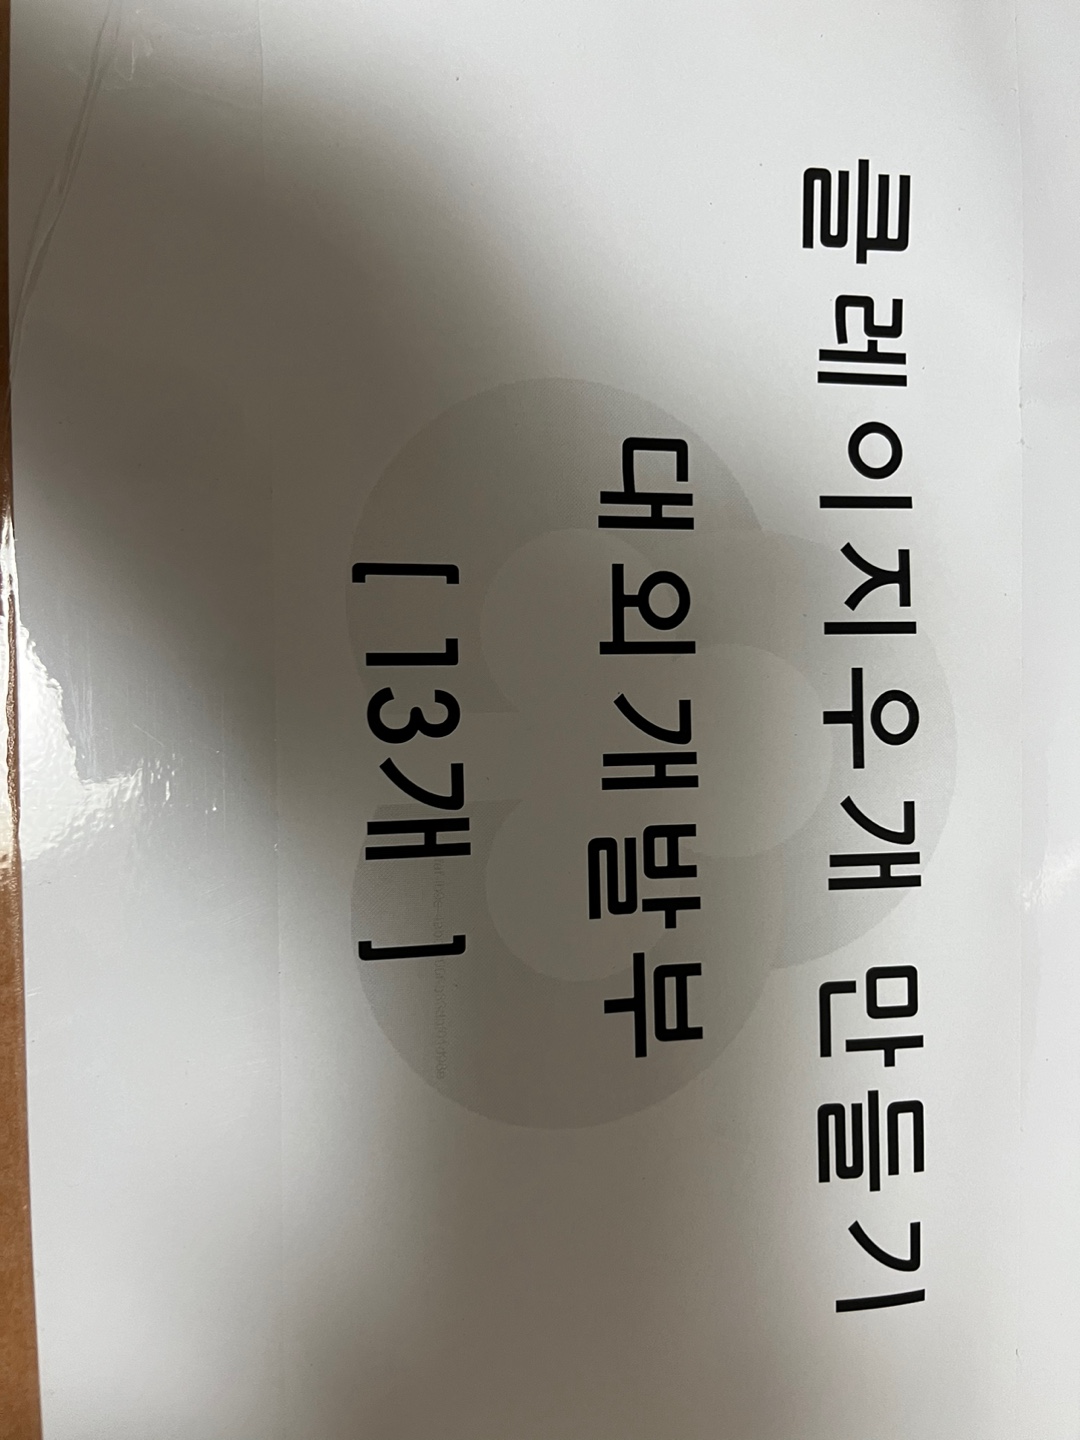 클레이지우개 만들기
대외개발부
[ 13개 ]